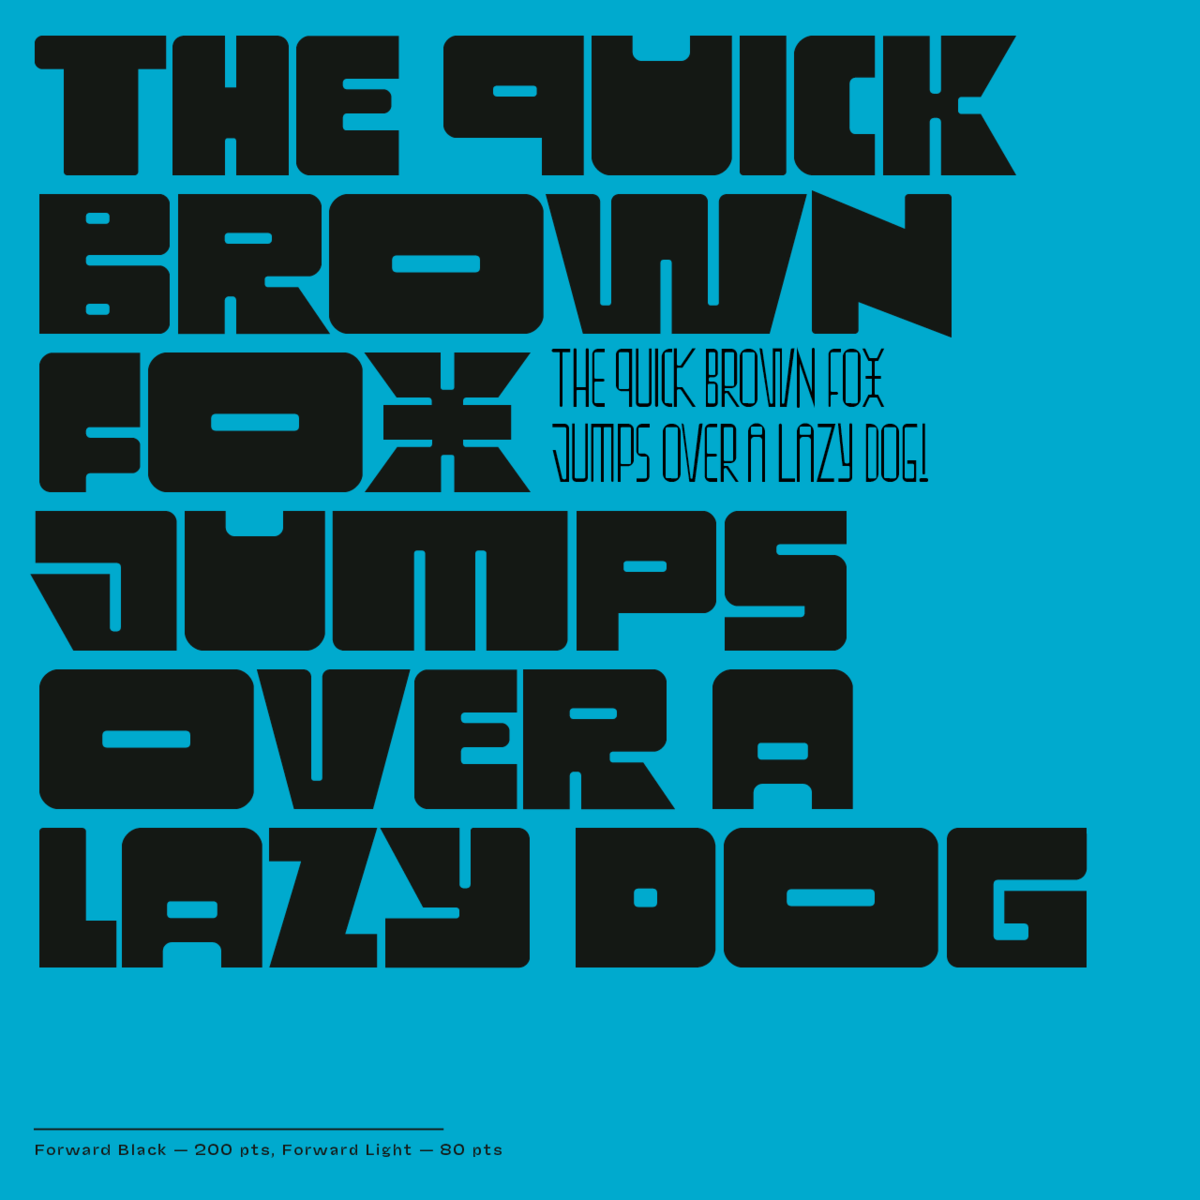 THE QUICK
BROWN
FOX
THE QUICK BROWN FOX
JUMPS OVER A LAZY DOG!
JUMPS
OVER A
LAZY DOG
Forward Black — 200 pts, Forward Light — 80 pts